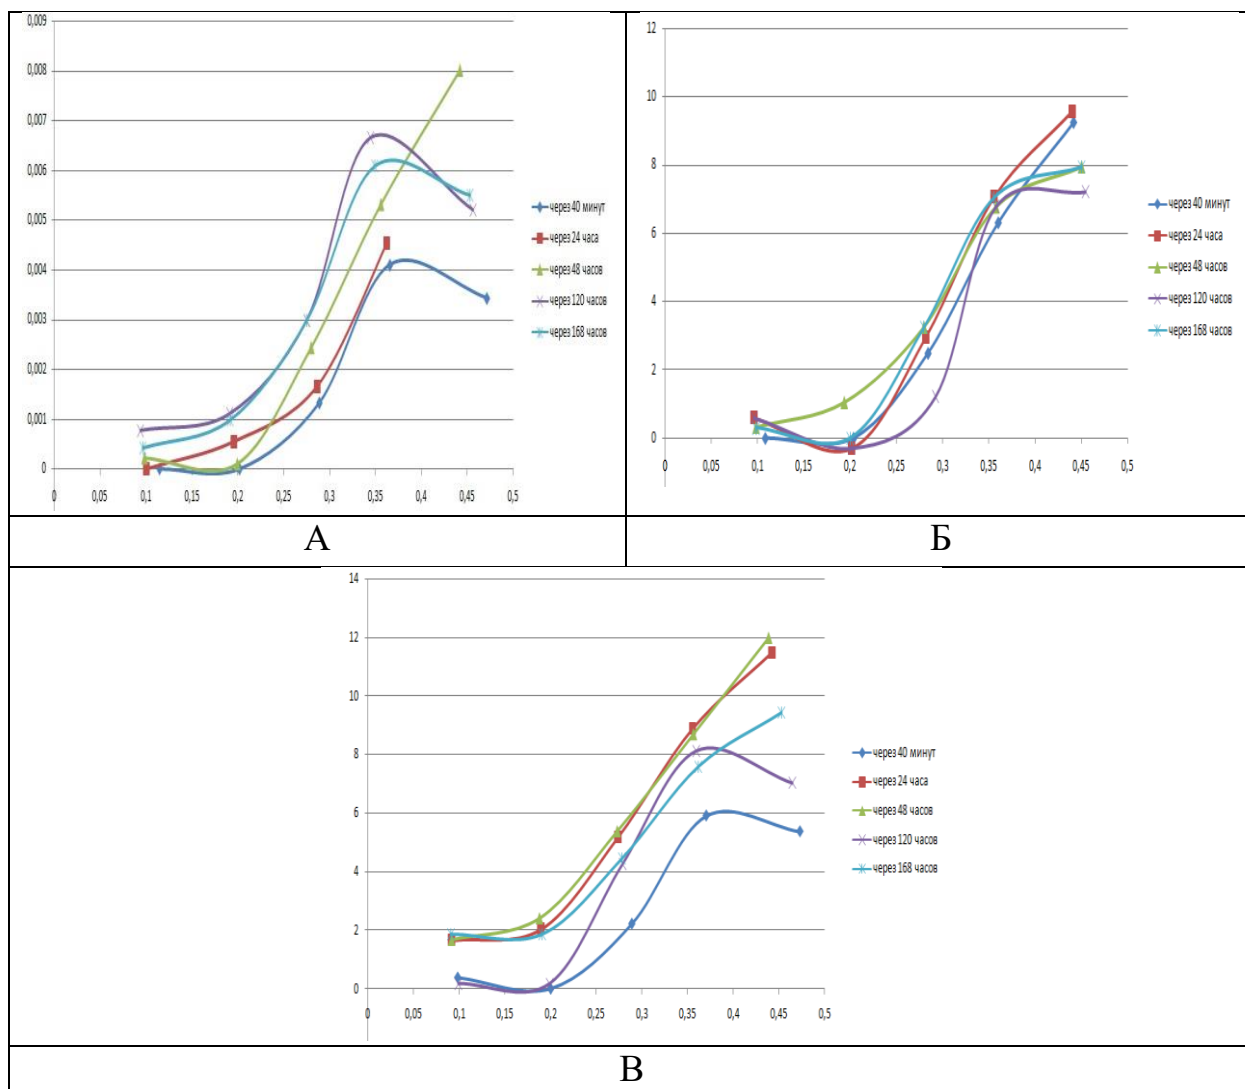 0,009
0,008
0,007
0,006
0,005
0,004
0,003
0,002
0,001
0
0 0,05 0,1 0,15 0,2 0,25 0,3 0,35 0,4 0,45 0,5
через 40 минут
через 24 часа
через 48 часов
через 120 часов
через 168 часов
А
12
10
8
6
4
2
0
0 0,05 0,1 0,15 0,2 0,25 0,3 0,35 0,4 0,45 0,5
через 40 минут
через 24 часа
через 48 часов
через 120 часов
через 168 часов
Б
14
12
10
8
6
4
2
0
0 0,05 0,1 0,15 0,2 0,25 0,3 0,35 0,4 0,45 0,5
через 40 минут
через 24 часа
через 48 часов
через 120 часов
через 168 часов
В